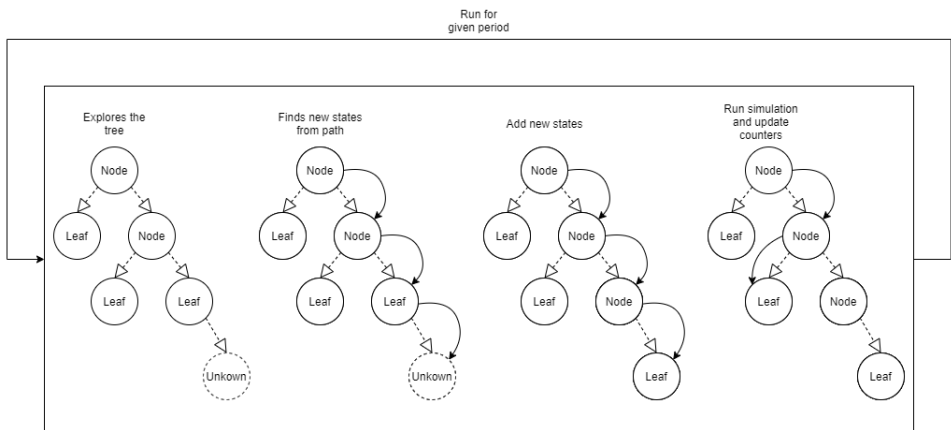 Run for
given period
Explores the
tree
Finds new states
from path
Add new states
Run simulation
and update
counters
Node
Node
Node
Node
Leaf
Node
Leaf
Node
Leaf
Node
Leaf
Node
Leaf
Leaf
Leaf
Leaf
Leaf
Node
Leaf
Node
Unkown
Unkown
Leaf
Leaf